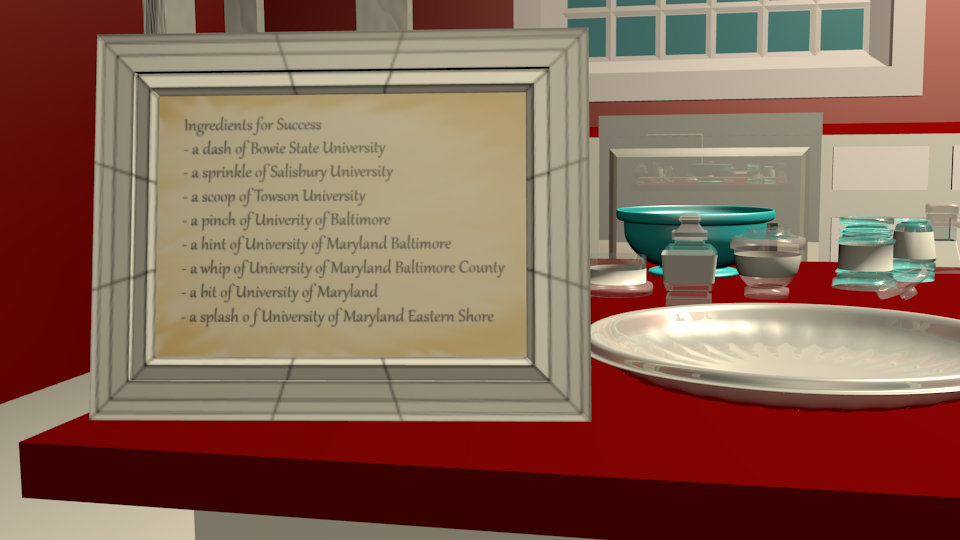 Ingredients for Success
- a dash of Bowie State University
- a sprinkle of Salisbury University
- a scoop of Towson University
- a pinch of Univerity of Baltimore
- a hint of University of Maryland Baltimore
- a whip of University of Maryland Baltimore County
- a bit of University of Maryland
- a splash o f University of Maryland Eastern Shore